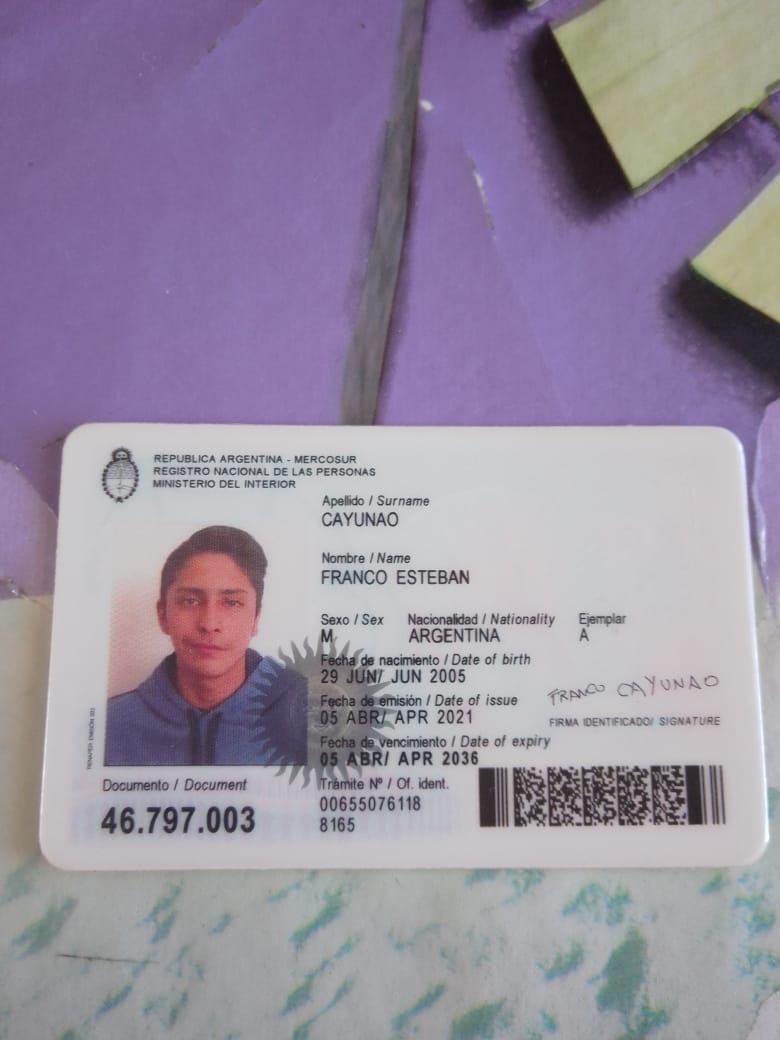 REPUBLICA ARGENTINA - MERCOSUR
REGISTRO NACIONAL DE LAS PERSONAS
MINISTERIO DEL INTERIOR
Apellido / Surname
CAYUNAO
Nombre / Name
FRANCO ESTEBAN
Sexo / Sex Nacionalidad / Nationality Ejemplar
M ARGENTINA A
Fecha de nacimiento / Date of birth
29 JUN/ JUN 2005
Fecha de emisión / Date of issue
05 ABR/ APR 2021
FRANCO CAYUNAO
FIRMA IDENTIFICADO/ SIGNATURE
Fecha de vencimiento / Date of expiry
05 ABR/ APR 2036
Documento / Document
46.797.003
Trámite Nº / Of. ident.
00655076118
8165